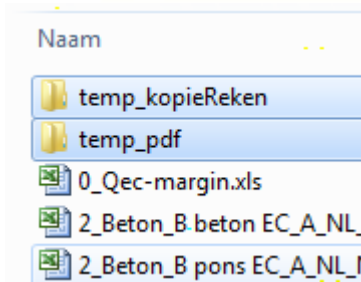 Naam
temp_kopieReken
temp_pdf
0_Qec-margin.xls
2_Beton_B beton EC_A_NL_
2_Beton_B pons EC_A_NL_